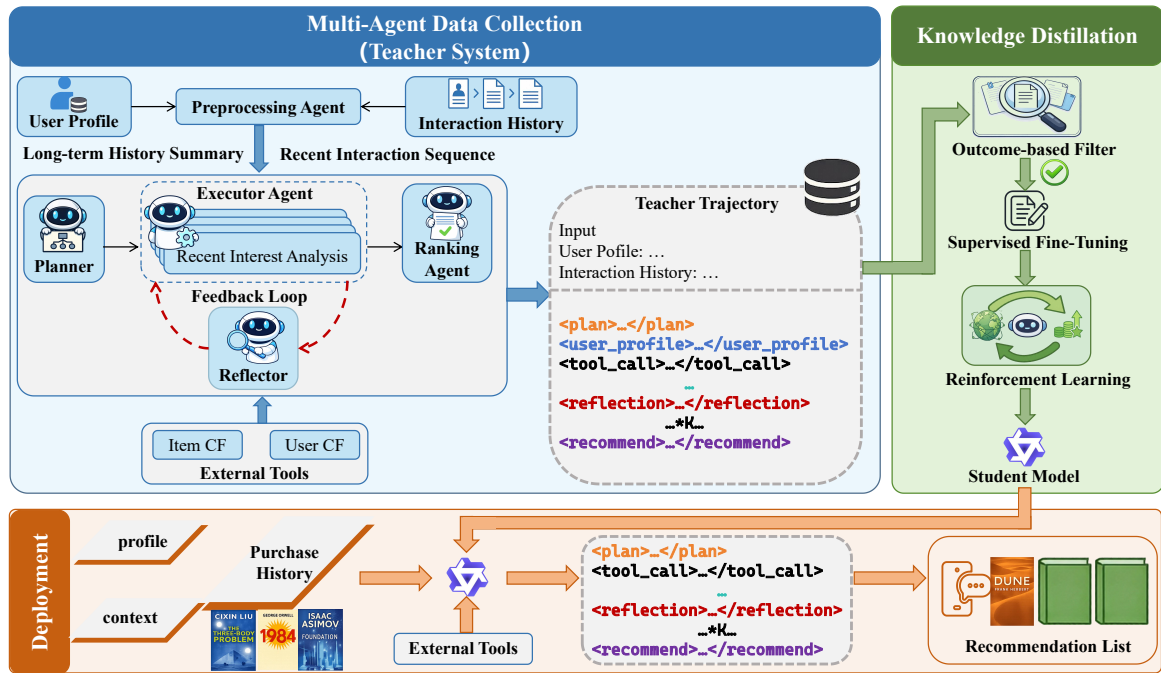 Multi-Agent Data Collection
(Teacher System)
User Profile
Preprocessing Agent
Interaction History
Long-term History Summary
Recent Interaction Sequence
Planner
Executor Agent
Recent Interest Analysis
Ranking
Agent
Feedback Loop
Reflector
Item CF
User CF
External Tools
Teacher Trajectory
Input
User Pofile: …
Interaction History: …
<plan>…</plan>
<user_profile>…</user_profile>
<tool_call>…</tool_call>
…
<reflection>…</reflection>
…*K…
<recommend>…</recommend>
Knowledge Distillation
Outcome-based Filter
Supervised Fine-Tuning
Reinforcement Learning
Student Model
Deployment
profile
context
Purchase
History
CIXIN LIU
THE
THREE-BODY
PROBLEM
GEORGE ORWELL
1984
ISAAC
ASIMOV
FOUNDATION
External Tools
<plan>…</plan>
<tool_call>…</tool_call>
…
<reflection>…</reflection>
…*K…
<recommend>…</recommend>
DUNE
FRANK HERBERT
Recommendation List